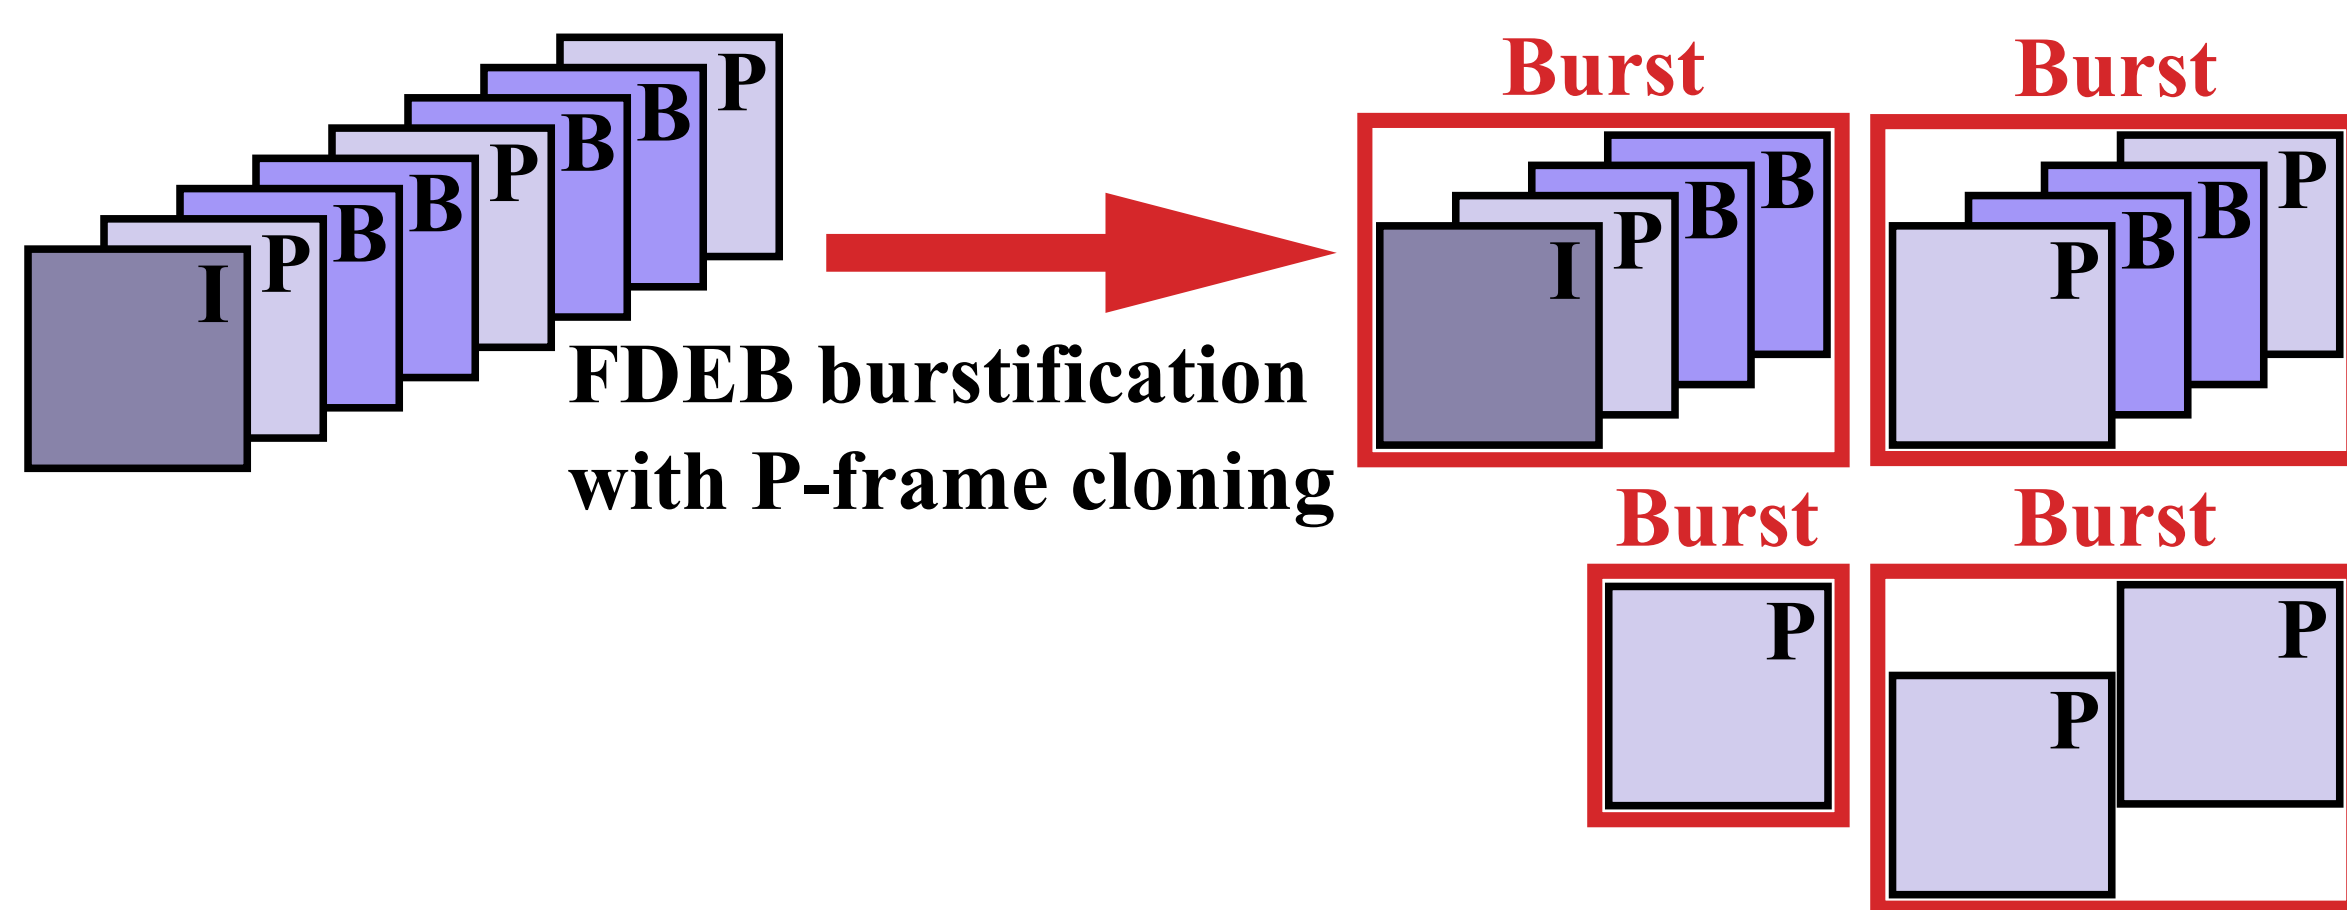 I P B B P B B P
FDEB burstification
with P-frame cloning
Burst
I P B B
Burst
P B B P
Burst
P
Burst
P P